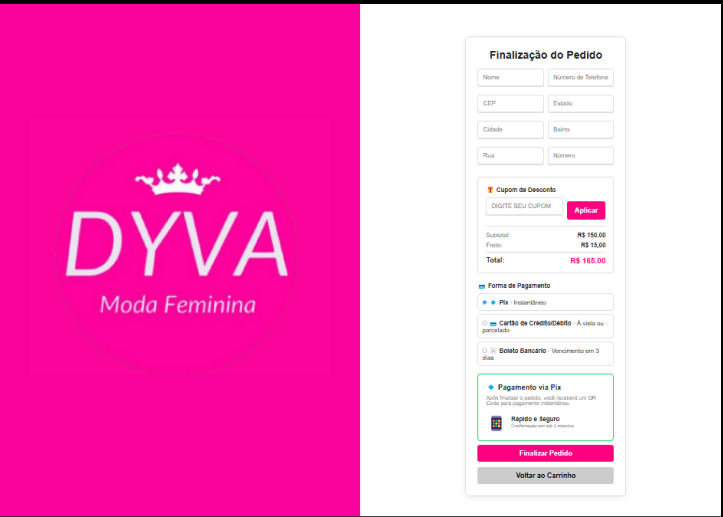 DYVA
Moda Feminina
Finalização do Pedido
Nome
Número de Telefone
CEP
Estado
Cidade
Bairro
Rua
Número
Cupom de Desconto
DIGITE SEU CUPOM
Aplicar
Subtotal:
R$ 150,00
Frete:
R$ 15,00
Total:
R$ 165.00
Forma de Pagamento
Pix - Instantâneo
Cartão de Crédito/Débito - À vista ou
parcelado
Boleto Bancário - Vencimento em 3
dias
Pagamento via Pix
Após finalizar o pedido, você receberá um QR
Code para pagamento instantâneo.
Rápido e Seguro
Confirmação em até 2 minutos
Finalizar Pedido
Voltar ao Carrinho